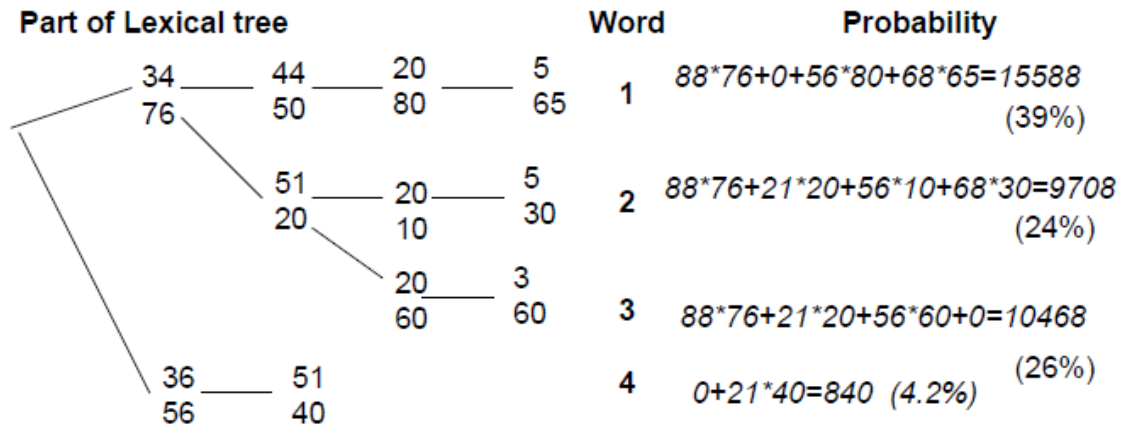 Part of Lexical tree Word Probability
34 44 20 5
76 50 80 65
1 88*76+0+56*80+68*65=15588
(39%)
51 20 5
20 10 30
2 88*76+21*20+56*10+68*30=9708
(24%)
20 3
60 60
3 88*76+21*20+56*60+0=10468
(26%)
36 51
56 40
4 0+21*40=840 (4.2%)